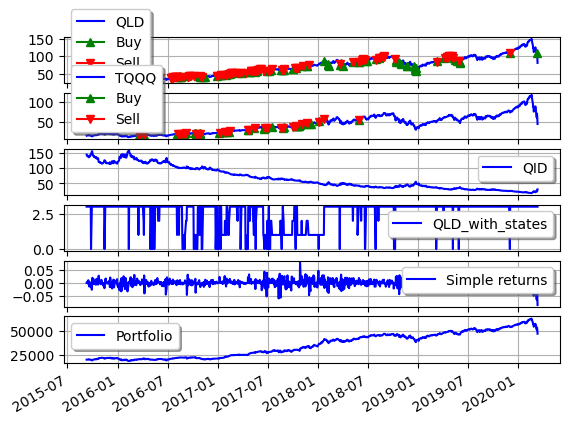 QLD
Buy
Sell
TQQQ
Buy
Sell
150
100
50
100
50
150
100
50
QID
2.5
0.0
QLD_with_states
0.05
0.00
−0.05
Simple returns
50000
25000
Portfolio
2015-07
2016-01
2016-07
2017-01
2017-07
2018-01
2018-07
2019-01
2019-07
2020-01